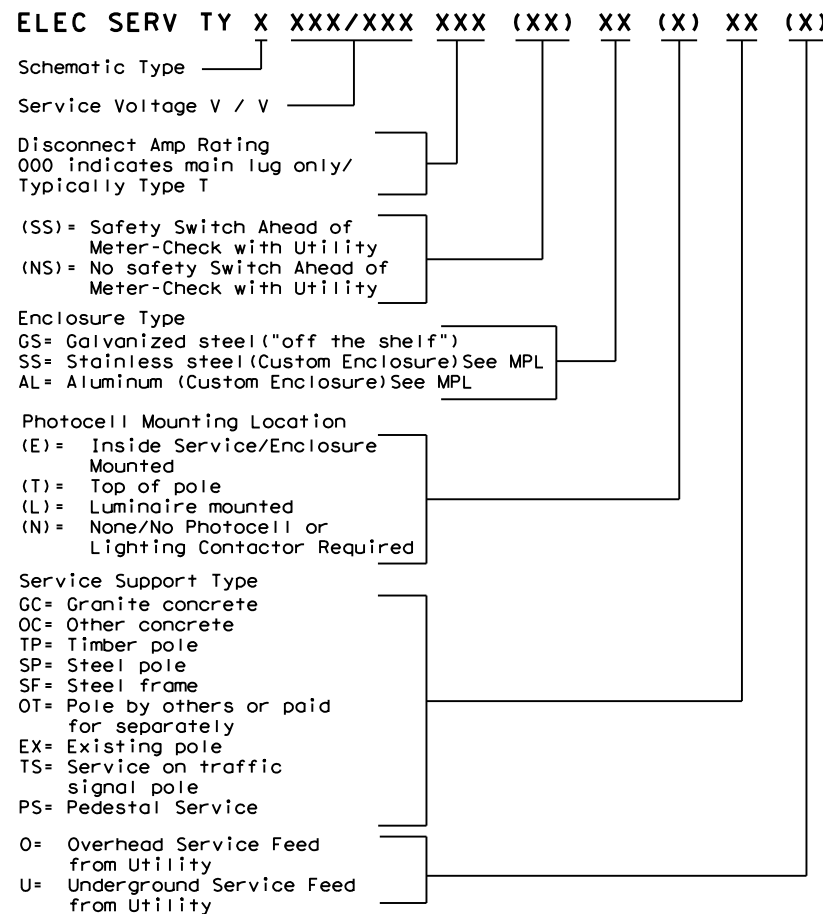 ELEC SERV TY X XXX/XXX XXX (XX) XX (X) XX (X)
Schematic Type
Service Voltage V / V
Disconnect Amp Rating
000 indicates main lug only/
Typically Type T
(SS)= Safety Switch Ahead of
Meter-Check with Utility
(NS)= No safety Switch Ahead of
Meter-Check with Utility
Enclosure Type
GS= Galvanized steel("off the shelf")
SS= Stainless steel(Custom Enclosure)See MPL
AL= Aluminum (Custom Enclosure)See MPL
Photocell Mounting Location
(E)= Inside Service/Enclosure
Mounted
(T)= Top of pole
(L)= Luminaire mounted
(N)= None/No Photocell or
Lighting Contactor Required
Service Support Type
GC= Granite concrete
OC= Other concrete
TP= Timber pole
SP= Steel pole
SF= Steel frame
OT= Pole by others or paid
for separately
EX= Existing pole
TS= Service on traffic
signal pole
PS= Pedestal Service
O= Overhead Service Feed
from Utility
U= Underground Service Feed
from Utility